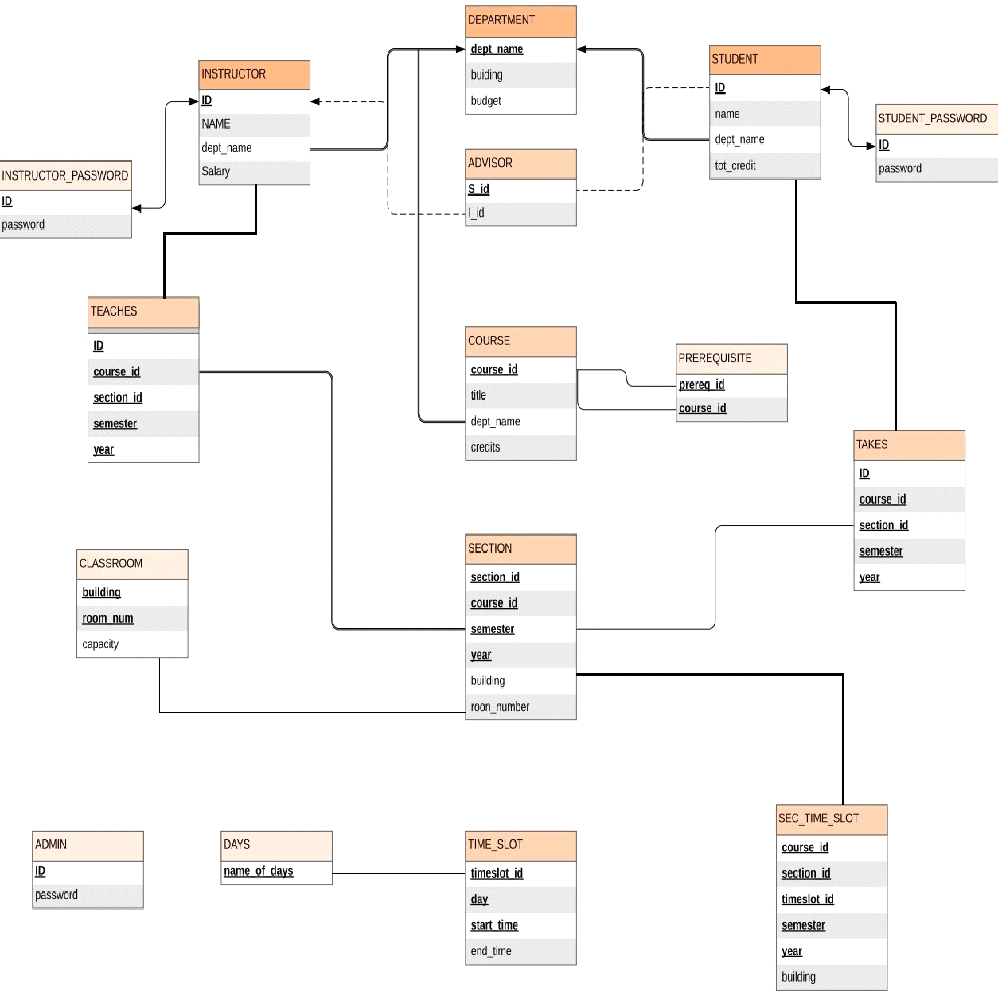 DEPARTMENT
dept_name
buiding
budget
INSTRUCTOR
ID
NAME
dept_name
Salary
STUDENT
ID
name
dept_name
tot_credit
STUDENT_PASSWORD
ID
password
INSTRUCTOR_PASSWORD
ID
password
ADVISOR
S_id
I_id
TEACHES
ID
course_id
section_id
semester
year
COURSE
course_id
title
dept_name
credits
PREREQUISITE
prereq_id
course_id
TAKES
ID
course_id
section_id
semester
year
CLASSROOM
building
room_num
capacity
SECTION
section_id
course_id
semester
year
building
roon_number
ADMIN
ID
password
DAYS
name_of_days
TIME_SLOT
timeslot_id
day
start_time
end_time
SEC_TIME_SLOT
course_id
section_id
timeslot_id
semester
year
building